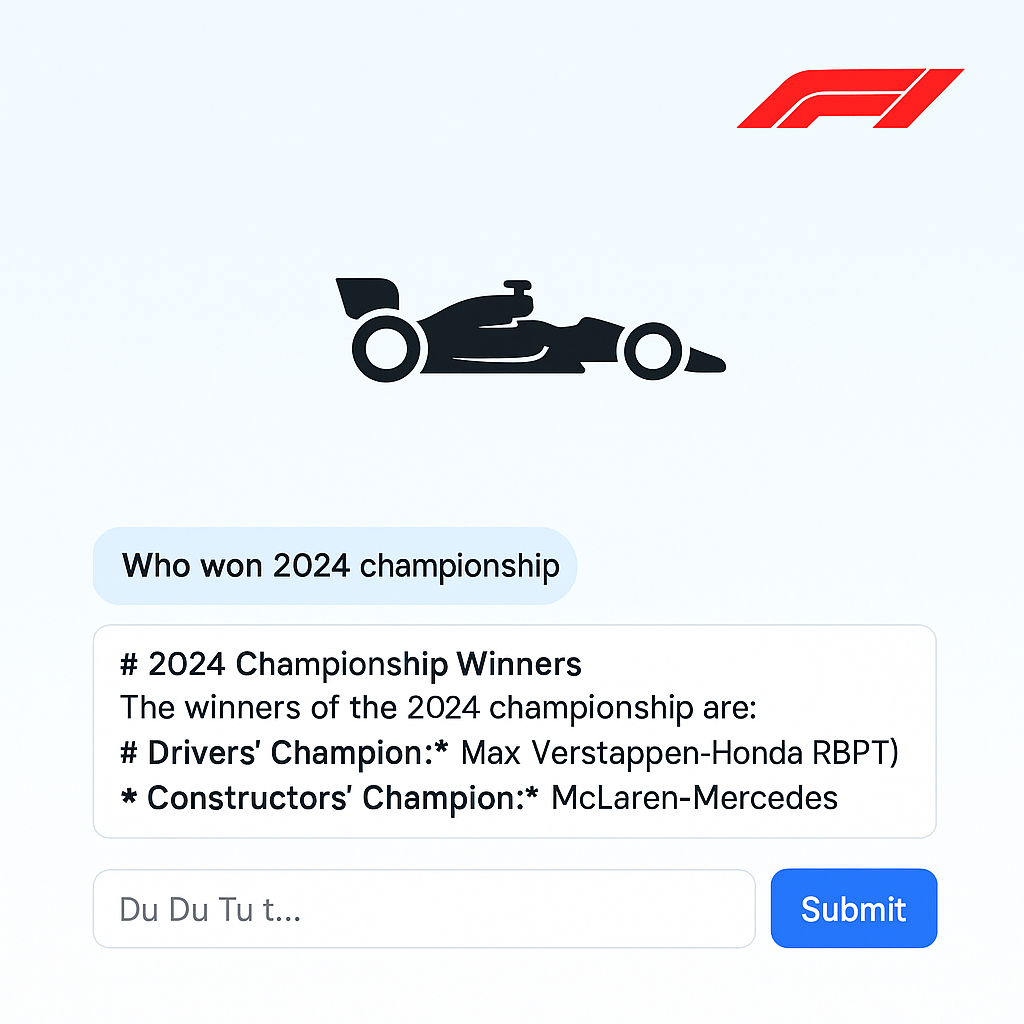 F1
Who won 2024 championship
# 2024 Championship Winners
The winners of the 2024 championship are:
# Drivers' Champion:* Max Verstappen-Honda RBPT)
* Constructors' Champion:* McLaren-Mercedes
Du Du Tu t...
Submit